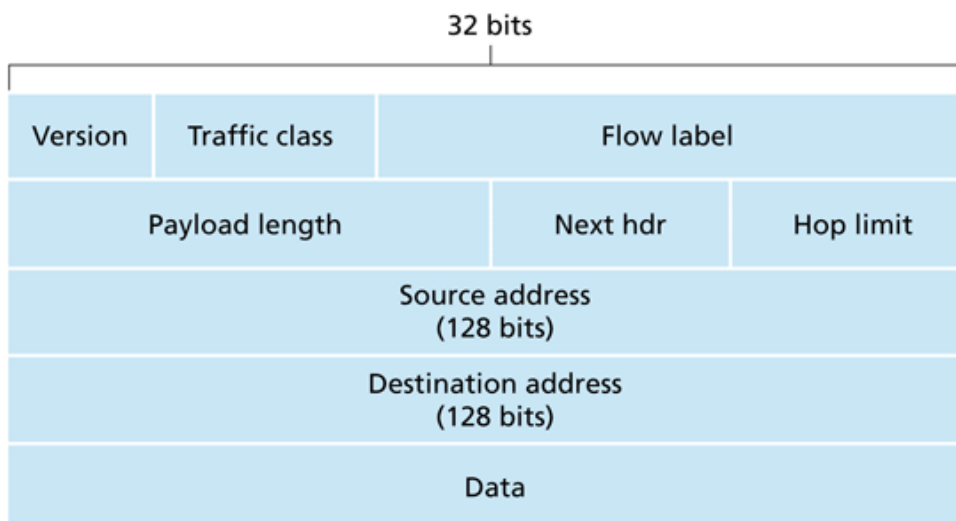 32 bits
Version Traffic class Flow label
Payload length Next hdr Hop limit
Source address
(128 bits)
Destination address
(128 bits)
Data